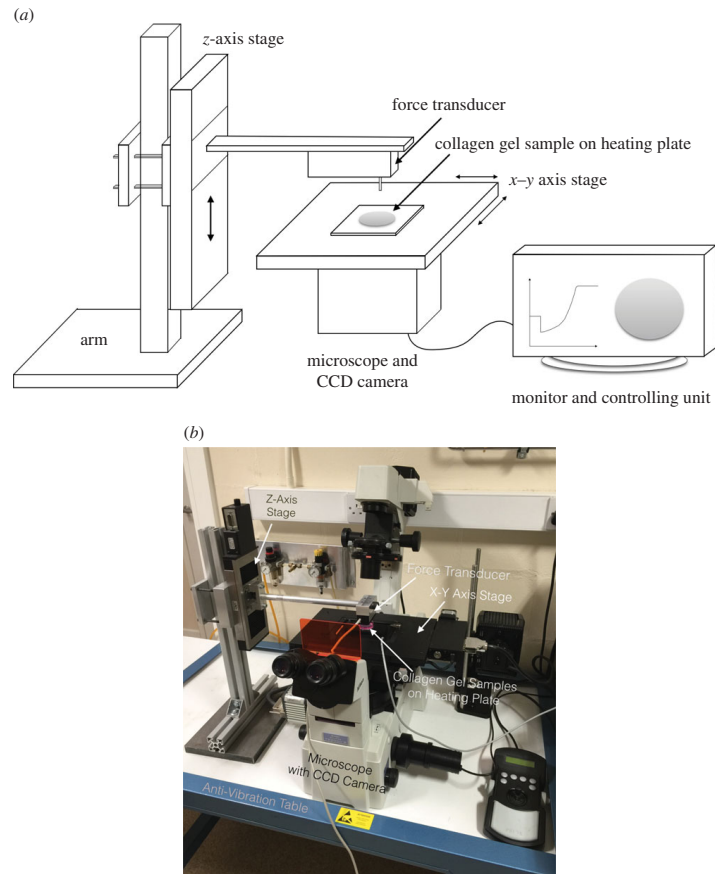 (a)
z-axis stage
force transducer
collagen gel sample on heating plate
x–y axis stage
arm
microscope and
CCD camera
monitor and controlling unit
(b)
Z-Axis
Stage
Force Transducer
X-Y Axis Stage
Collagen Gel Samples
on Heating Plate
Microscope
with CCD Camera
Anti-Vibration Table